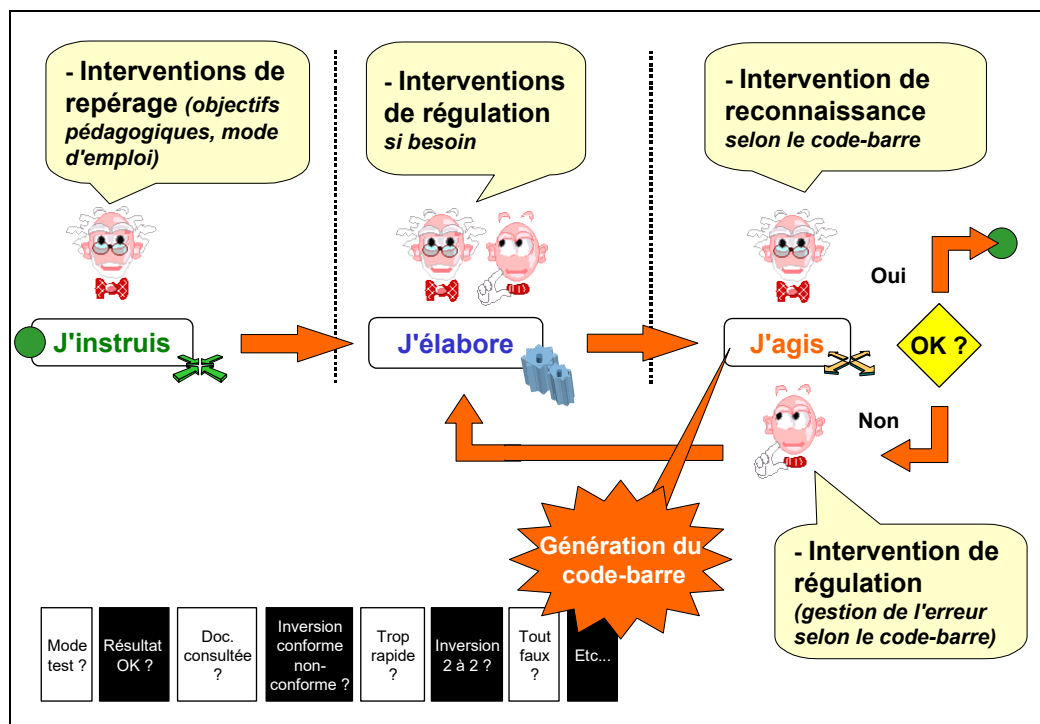 - Interventions de
repérage (objectifs
pédagogiques, mode
d'emploi)
- Interventions
de régulation
si besoin
- Intervention de
reconnaissance
selon le code-barre
J'instruis
J'élabore
J'agis
Oui
OK ?
Non
Génération du
code-barre
- Intervention de
régulation
(gestion de l'erreur
selon le code-barre)
Mode
test ?
Résultat
OK ?
Doc.
consultée
?
Inversion
conforme
non-
conforme ?
Trop
rapide
?
Inversion
2 à 2 ?
Tout
faux
?
Etc...